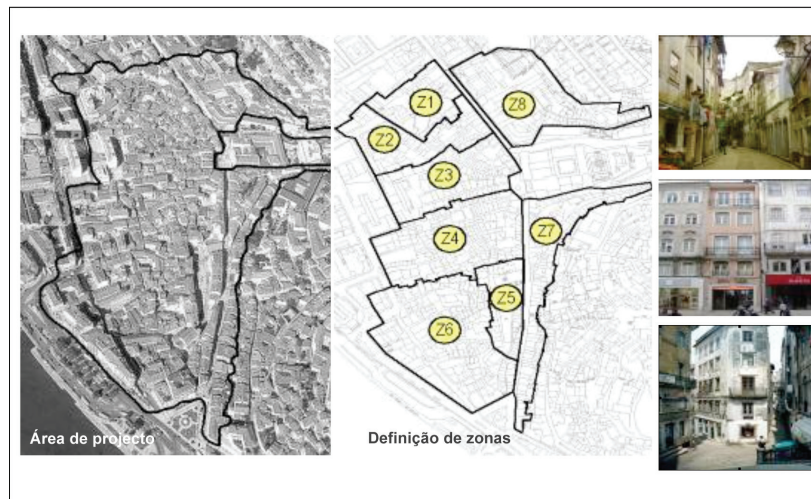 Z1
Z8
Z2
Z3
Z4
Z7
Z5
Z6
Área de projecto
Definição de zonas